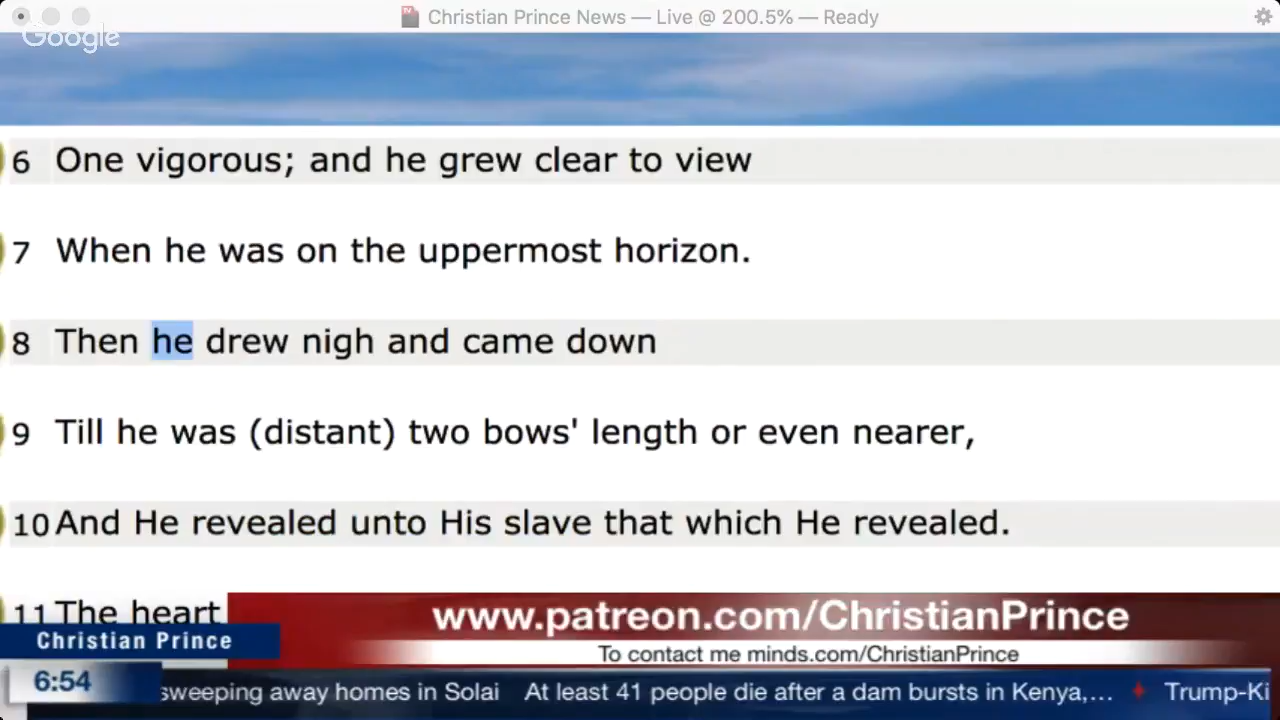 Christian Prince News — Live @ 200.5% — Ready
Google
6 One vigorous; and he grew clear to view
7 When he was on the uppermost horizon.
8 Then he drew nigh and came down
9 Till he was (distant) two bows' length or even nearer,
10 And He revealed unto His slave that which He revealed.
11 The heart
www.patreon.com/ChristianPrince
Christian Prince
To contact me minds.com/ChristianPrince
6:54
sweeping away homes in Solai At least 41 people die after a dam bursts in Kenya,... Trump-Ki